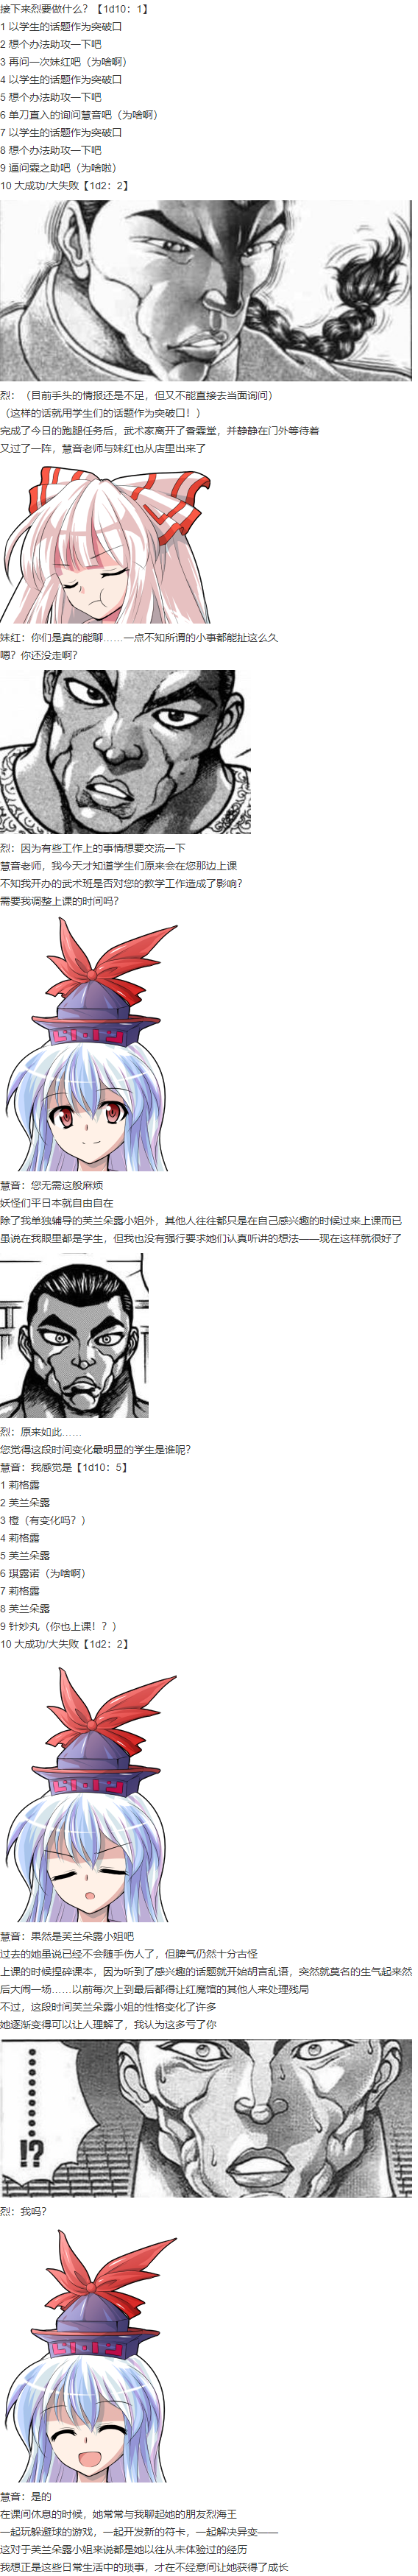 接下来烈要做什么？【1d10：1】
1 以学生的话题作为突破口
2 想个办法助攻一下吧
3 再问一次妹红吧（为啥啊）
4 以学生的话题作为突破口
5 想个办法助攻一下吧
6 单刀直入的询问慧音吧（为啥啊）
7 以学生的话题作为突破口
8 想个办法助攻一下吧
9 逼问霖之助吧（为啥啦）
10 大成功/大失败【1d2：2】
烈：（目前手头的情报还是不足，但又不能直接去当面询问）
（这样的话就用学生们的话题作为突破口！）
完成了今日的跑腿任务后，武术家离开了香霖堂，并静静在门外等待着
又过了一阵，慧音老师与妹红也从店里出来了
妹红：你们是真的能聊……一点不知所谓的小事都能扯这么久
嗯？你还没走啊？
烈：因为有些工作上的事情想要交流一下
慧音老师，我今天才知道学生们原来会在您那边上课
不知我开办的武术班是否对您的教学工作造成了影响？
需要我调整上课的时间吗？
慧音：您无需这般麻烦
妖怪们平日本就自由自在
除了我单独辅导的芙兰朵露小姐外，其他人往往都只是在自己感兴趣的时候过来上课而已
虽说在我眼里都是学生，但我也没有强行要求她们认真听讲的想法——现在这样就很好了
烈：原来如此……
您觉得这段时间变化最明显的学生是谁呢？
慧音：我感觉是【1d10：5】
1 莉格露
2 芙兰朵露
3 橙（有变化吗？）
4 莉格露
5 芙兰朵露
6 琪露诺（为啥啊）
7 莉格露
8 芙兰朵露
9 针妙丸（你也上课！？）
10 大成功/大失败【1d2：2】
慧音：果然是芙兰朵露小姐吧
过去的她虽说已经不会随手伤人了，但脾气仍然十分古怪
上课的时候捏碎课本，因为听到了感兴趣的话题就开始胡言乱语，突然就莫名的生气起来然
后大闹一场……以前每次上到最后都得让红魔馆的其他人来处理残局
不过，这段时间芙兰朵露小姐的性格变化了许多
她逐渐变得可以让人理解了，我认为这多亏了你
………!?
烈：我吗？
慧音：是的
在课间休息的时候，她常常与我聊起她的朋友烈海王
一起玩躲避球的游戏，一起开发新的符卡，一起解决异变——
这对于芙兰朵露小姐来说都是她以往从未体验过的经历
我想正是这些日常生活中的琐事，才在不经意间让她获得了成长